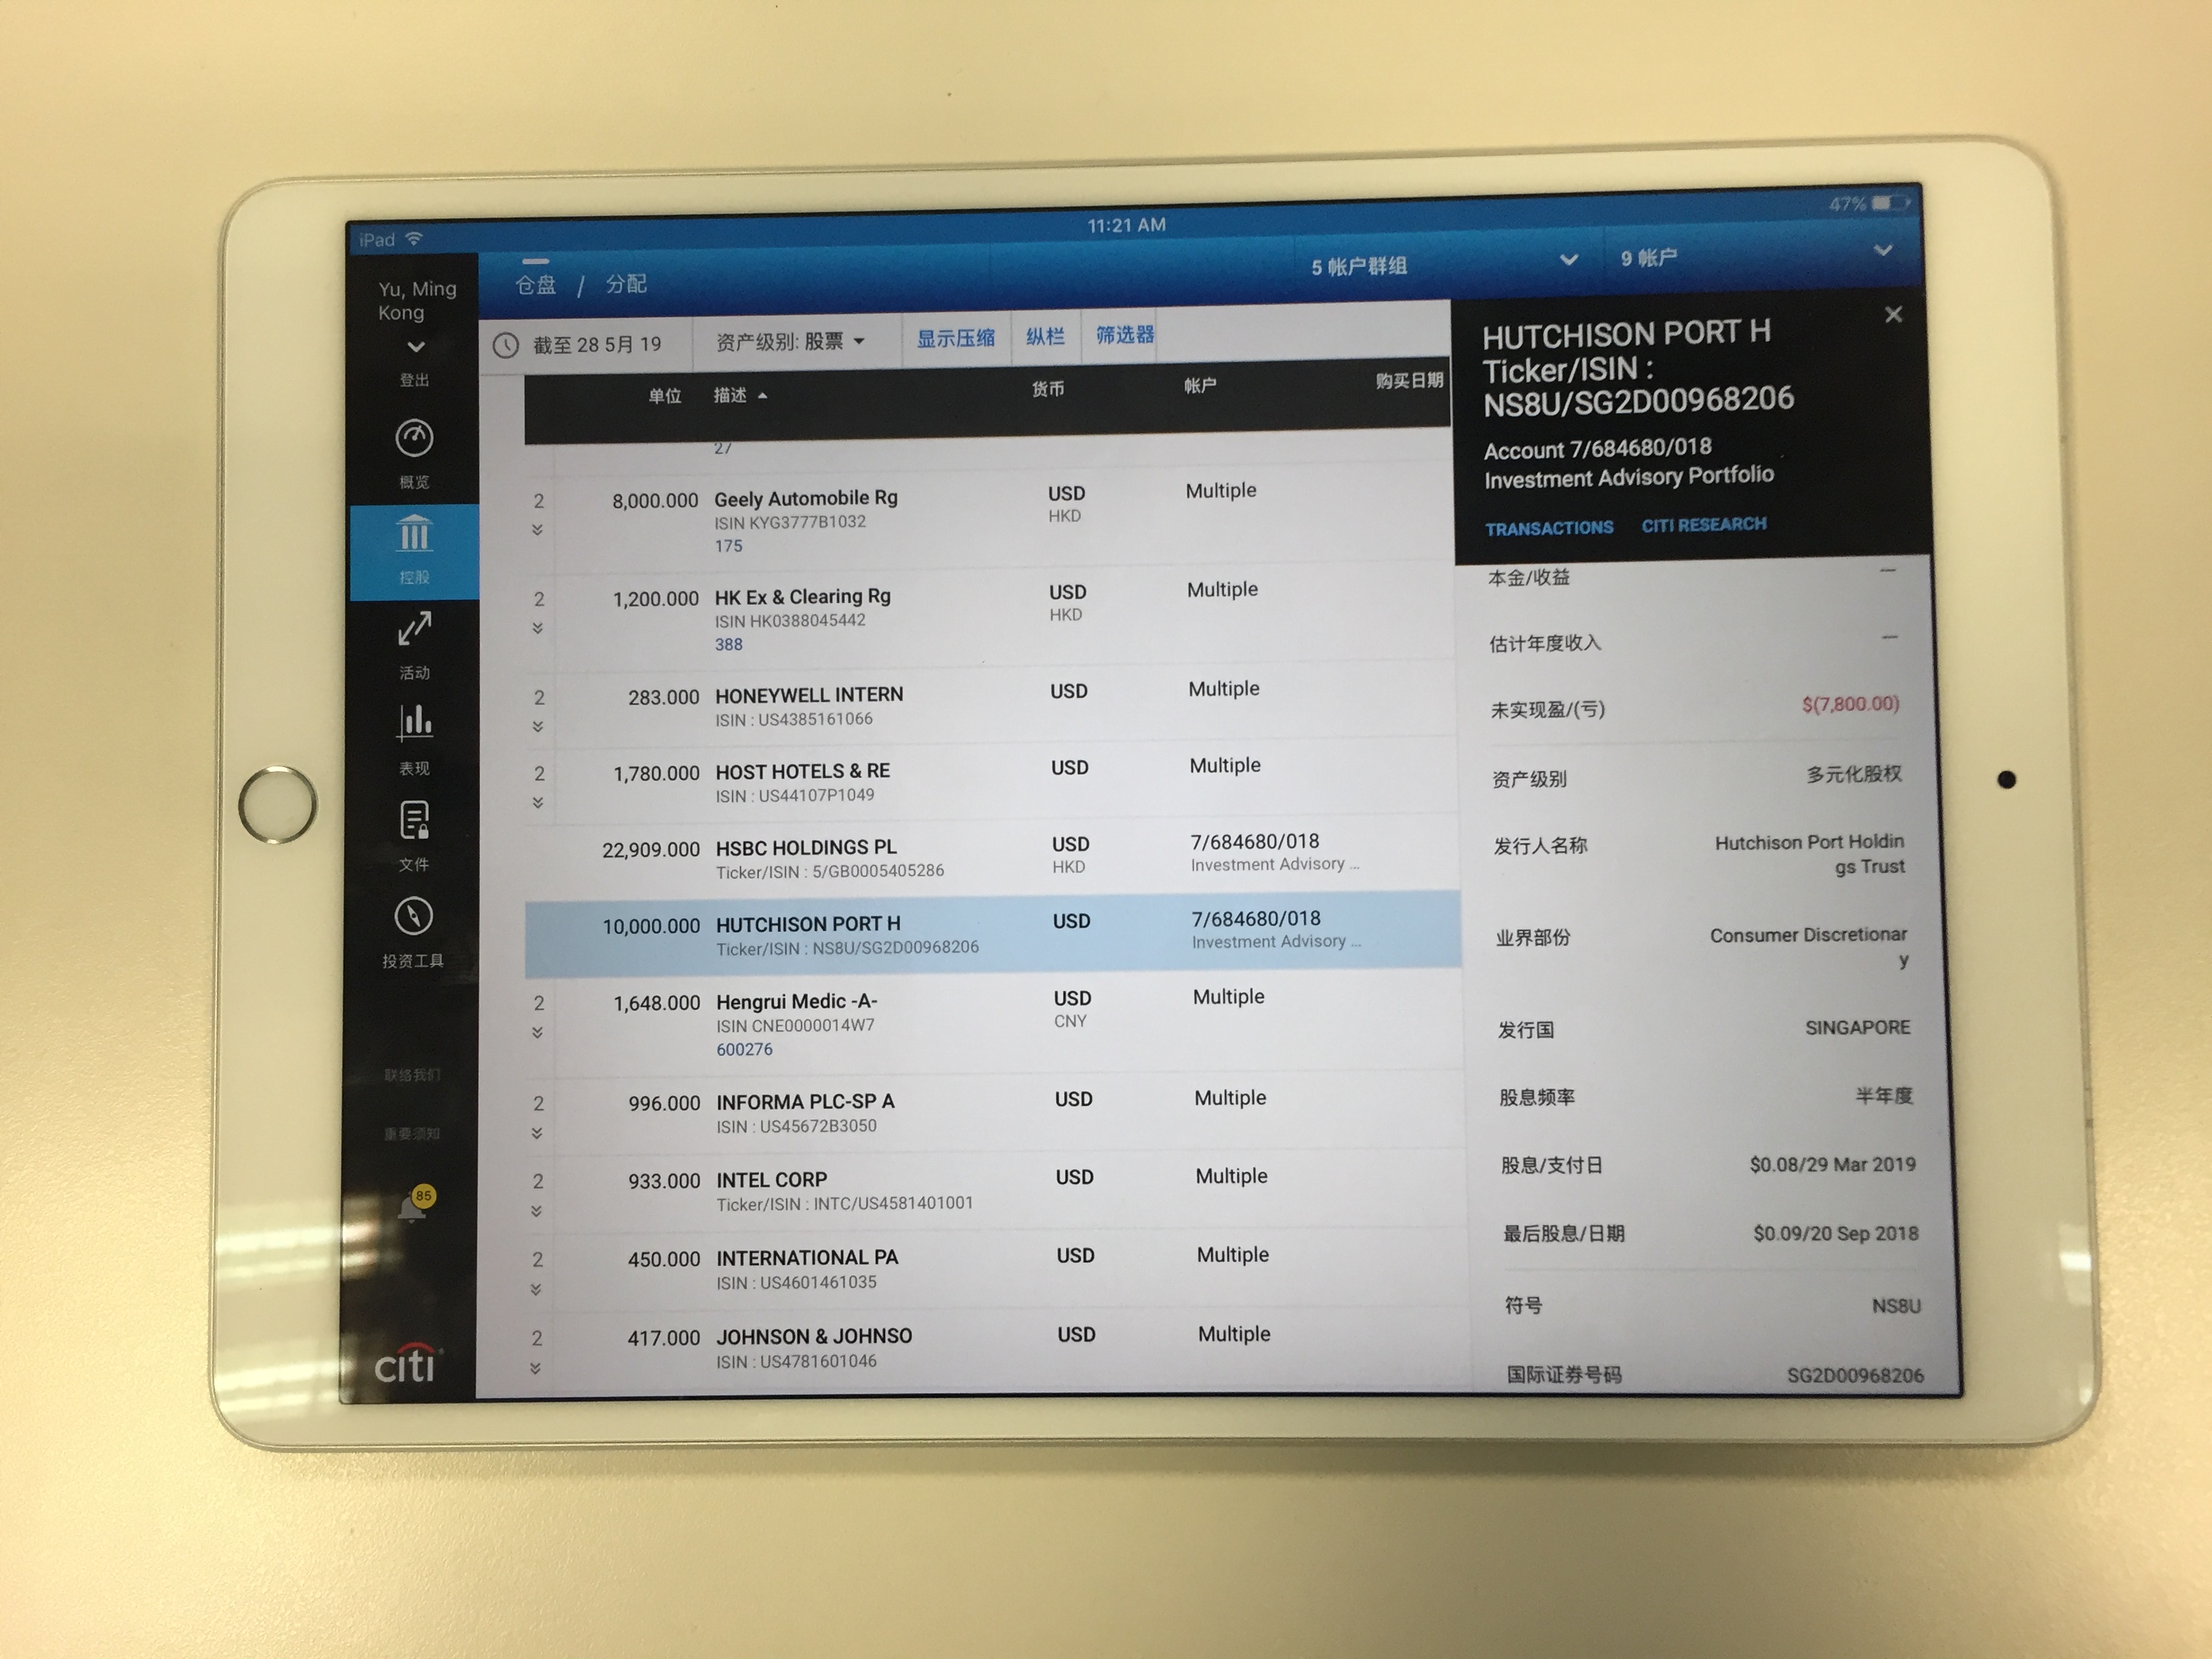 iPad
11:21 AM
47%
Yu, Ming
Kong
登出
概览
控股
活动
表现
文件
投资工具
联络我们
重要须知
85
citi
仓盘 / 分配
5 帐户群组
9 帐户
截至 28 5月 19
资产级别: 股票
显示压缩
纵栏
筛选器
单位 描述 货币 帐户 购买日期
27
2 8,000.000 Geely Automobile Rg USD Multiple
ISIN KYG3777B1032 HKD
175
2 1,200.000 HK Ex & Clearing Rg USD Multiple
ISIN HK0388045442 HKD
388
2 283.000 HONEYWELL INTERN USD Multiple
ISIN : US4385161066
2 1,780.000 HOST HOTELS & RE USD Multiple
ISIN : US44107P1049
22,909.000 HSBC HOLDINGS PL USD 7/684680/018
Ticker/ISIN : 5/GB0005405286 HKD Investment Advisory ...
10,000.000 HUTCHISON PORT H USD 7/684680/018
Ticker/ISIN : NS8U/SG2D00968206 Investment Advisory ...
2 1,648.000 Hengrui Medic -A- USD Multiple
ISIN CNE0000014W7 CNY
600276
2 996.000 INFORMA PLC-SP A USD Multiple
ISIN : US45672B3050
2 933.000 INTEL CORP USD Multiple
Ticker/ISIN : INTC/US4581401001
2 450.000 INTERNATIONAL PA USD Multiple
ISIN : US4601461035
2 417.000 JOHNSON & JOHNSO USD Multiple
ISIN : US4781601046
HUTCHISON PORT H
Ticker/ISIN :
NS8U/SG2D00968206
Account 7/684680/018
Investment Advisory Portfolio
TRANSACTIONS CITI RESEARCH
本金/收益 —
估计年度收入 —
未实现盈/(亏) $(7,800.00)
资产级别 多元化股权
发行人名称 Hutchison Port Holdin
gs Trust
业界部份 Consumer Discretionar
y
发行国 SINGAPORE
股息频率 半年度
股息/支付日 $0.08/29 Mar 2019
最后股息/日期 $0.09/20 Sep 2018
符号 NS8U
国际证券号码 SG2D00968206